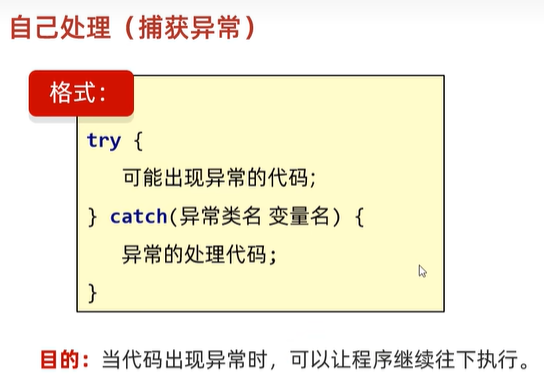 自己处理（捕获异常）
格式：
try {
可能出现异常的代码;
} catch(异常类名 变量名) {
异常的处理代码;
}
目的：当代码出现异常时，可以让程序继续往下执行。